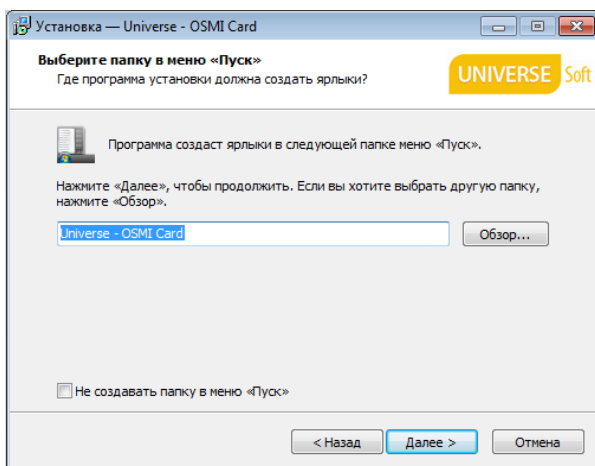 Установка — Universe - OSMI Card
Выберите папку в меню «Пуск»
Где программа установки должна создать ярлыки?
UNIVERSE Soft
Программа создаст ярлыки в следующей папке меню «Пуск».
Нажмите «Далее», чтобы продолжить. Если вы хотите выбрать другую папку,
нажмите «Обзор».
Universe - OSMI Card
Обзор...
Не создавать папку в меню «Пуск»
< Назад
Далее >
Отмена